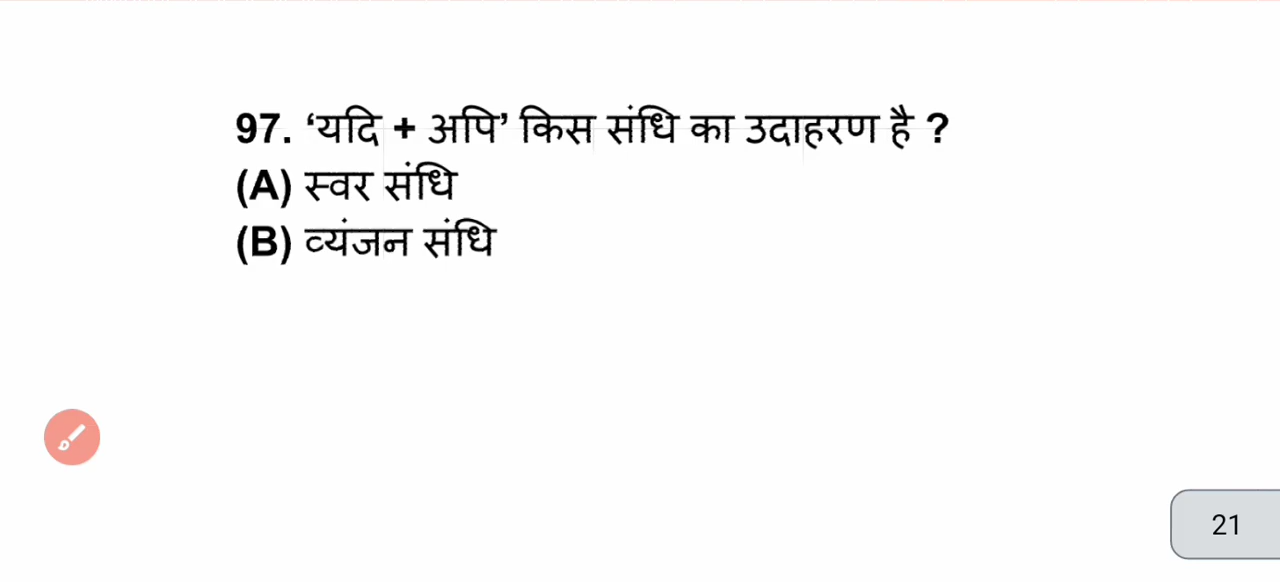 97. ‘यदि + अपि’ किस संधि का उदाहरण है ?
(A) स्वर संधि
(B) व्यंजन संधि
21